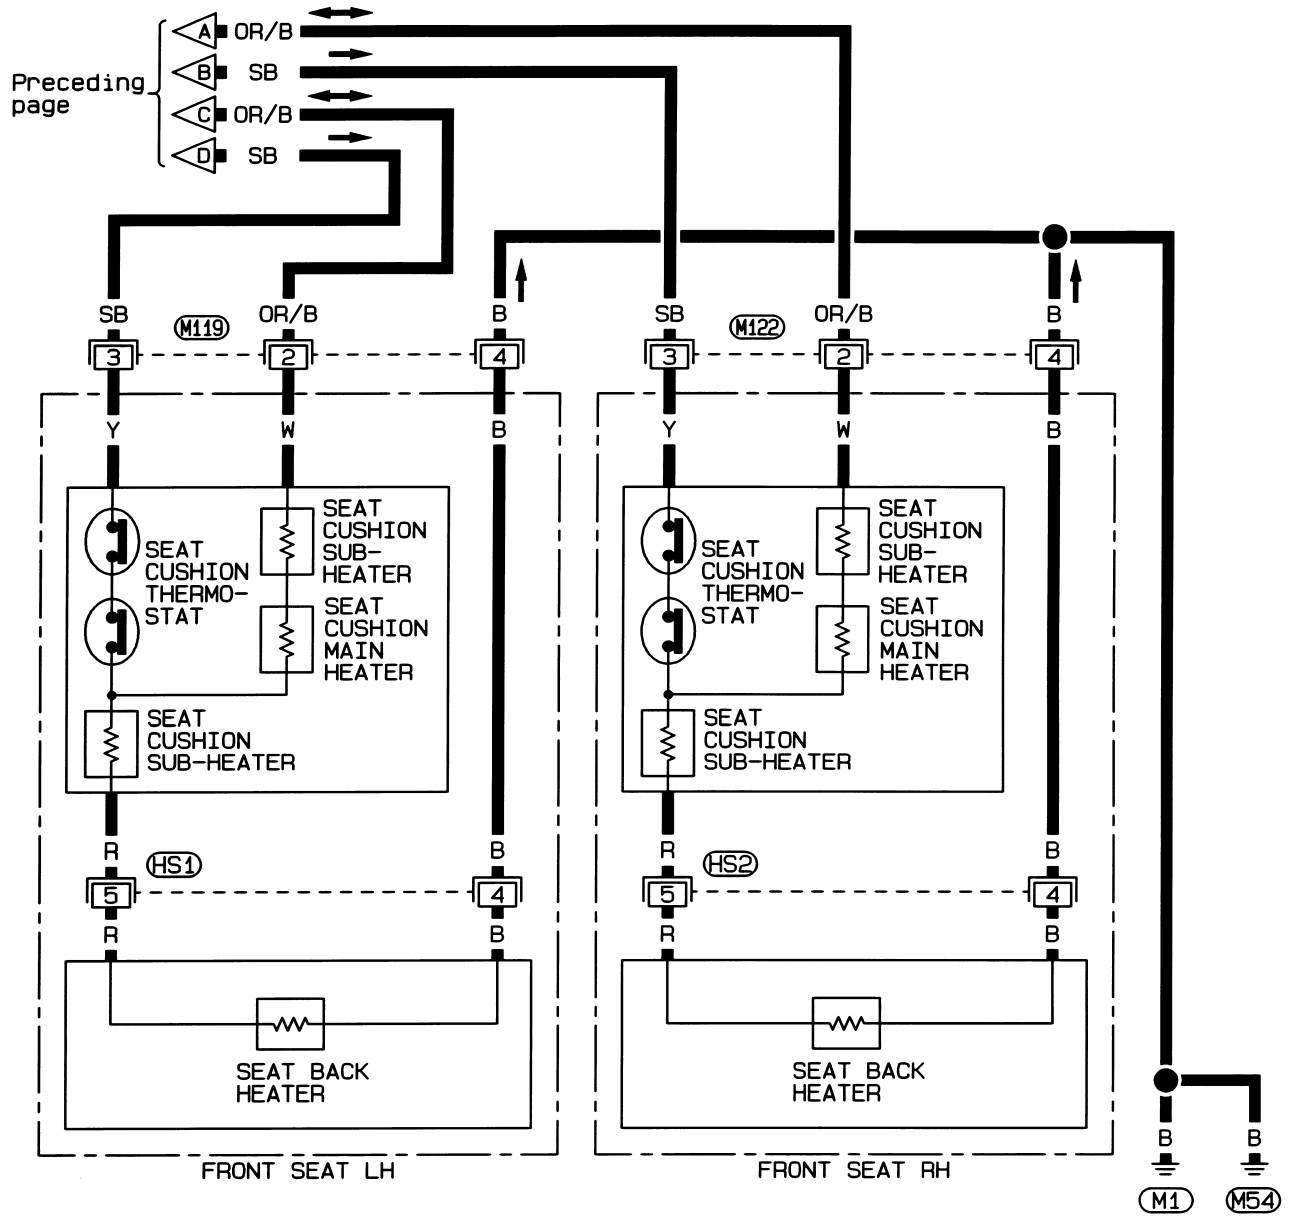 A OR/B
B SB
Preceding
page
C OR/B
D SB
SB M119 OR/B B SB M122 OR/B B
3 2 4 3 2 4
Y W B Y W B
SEAT
CUSHION
SUB-
HEATER
SEAT
CUSHION
THERMO-
STAT
SEAT
CUSHION
MAIN
HEATER
SEAT
CUSHION
SUB-HEATER
SEAT
CUSHION
SUB-
HEATER
SEAT
CUSHION
THERMO-
STAT
SEAT
CUSHION
MAIN
HEATER
SEAT
CUSHION
SUB-HEATER
R HS1 B R HS2 B
5 4 5 4
R B R B
SEAT BACK
HEATER
SEAT BACK
HEATER
B B
FRONT SEAT LH FRONT SEAT RH
M1 M54